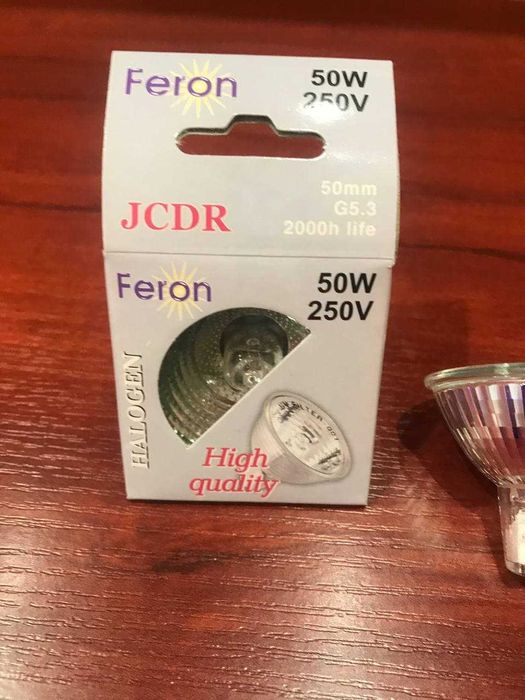 Feron
50W
250V
50mm
G5.3
2000h life
JCDR
Feron
50W
250V
HALOGEN
High
quality